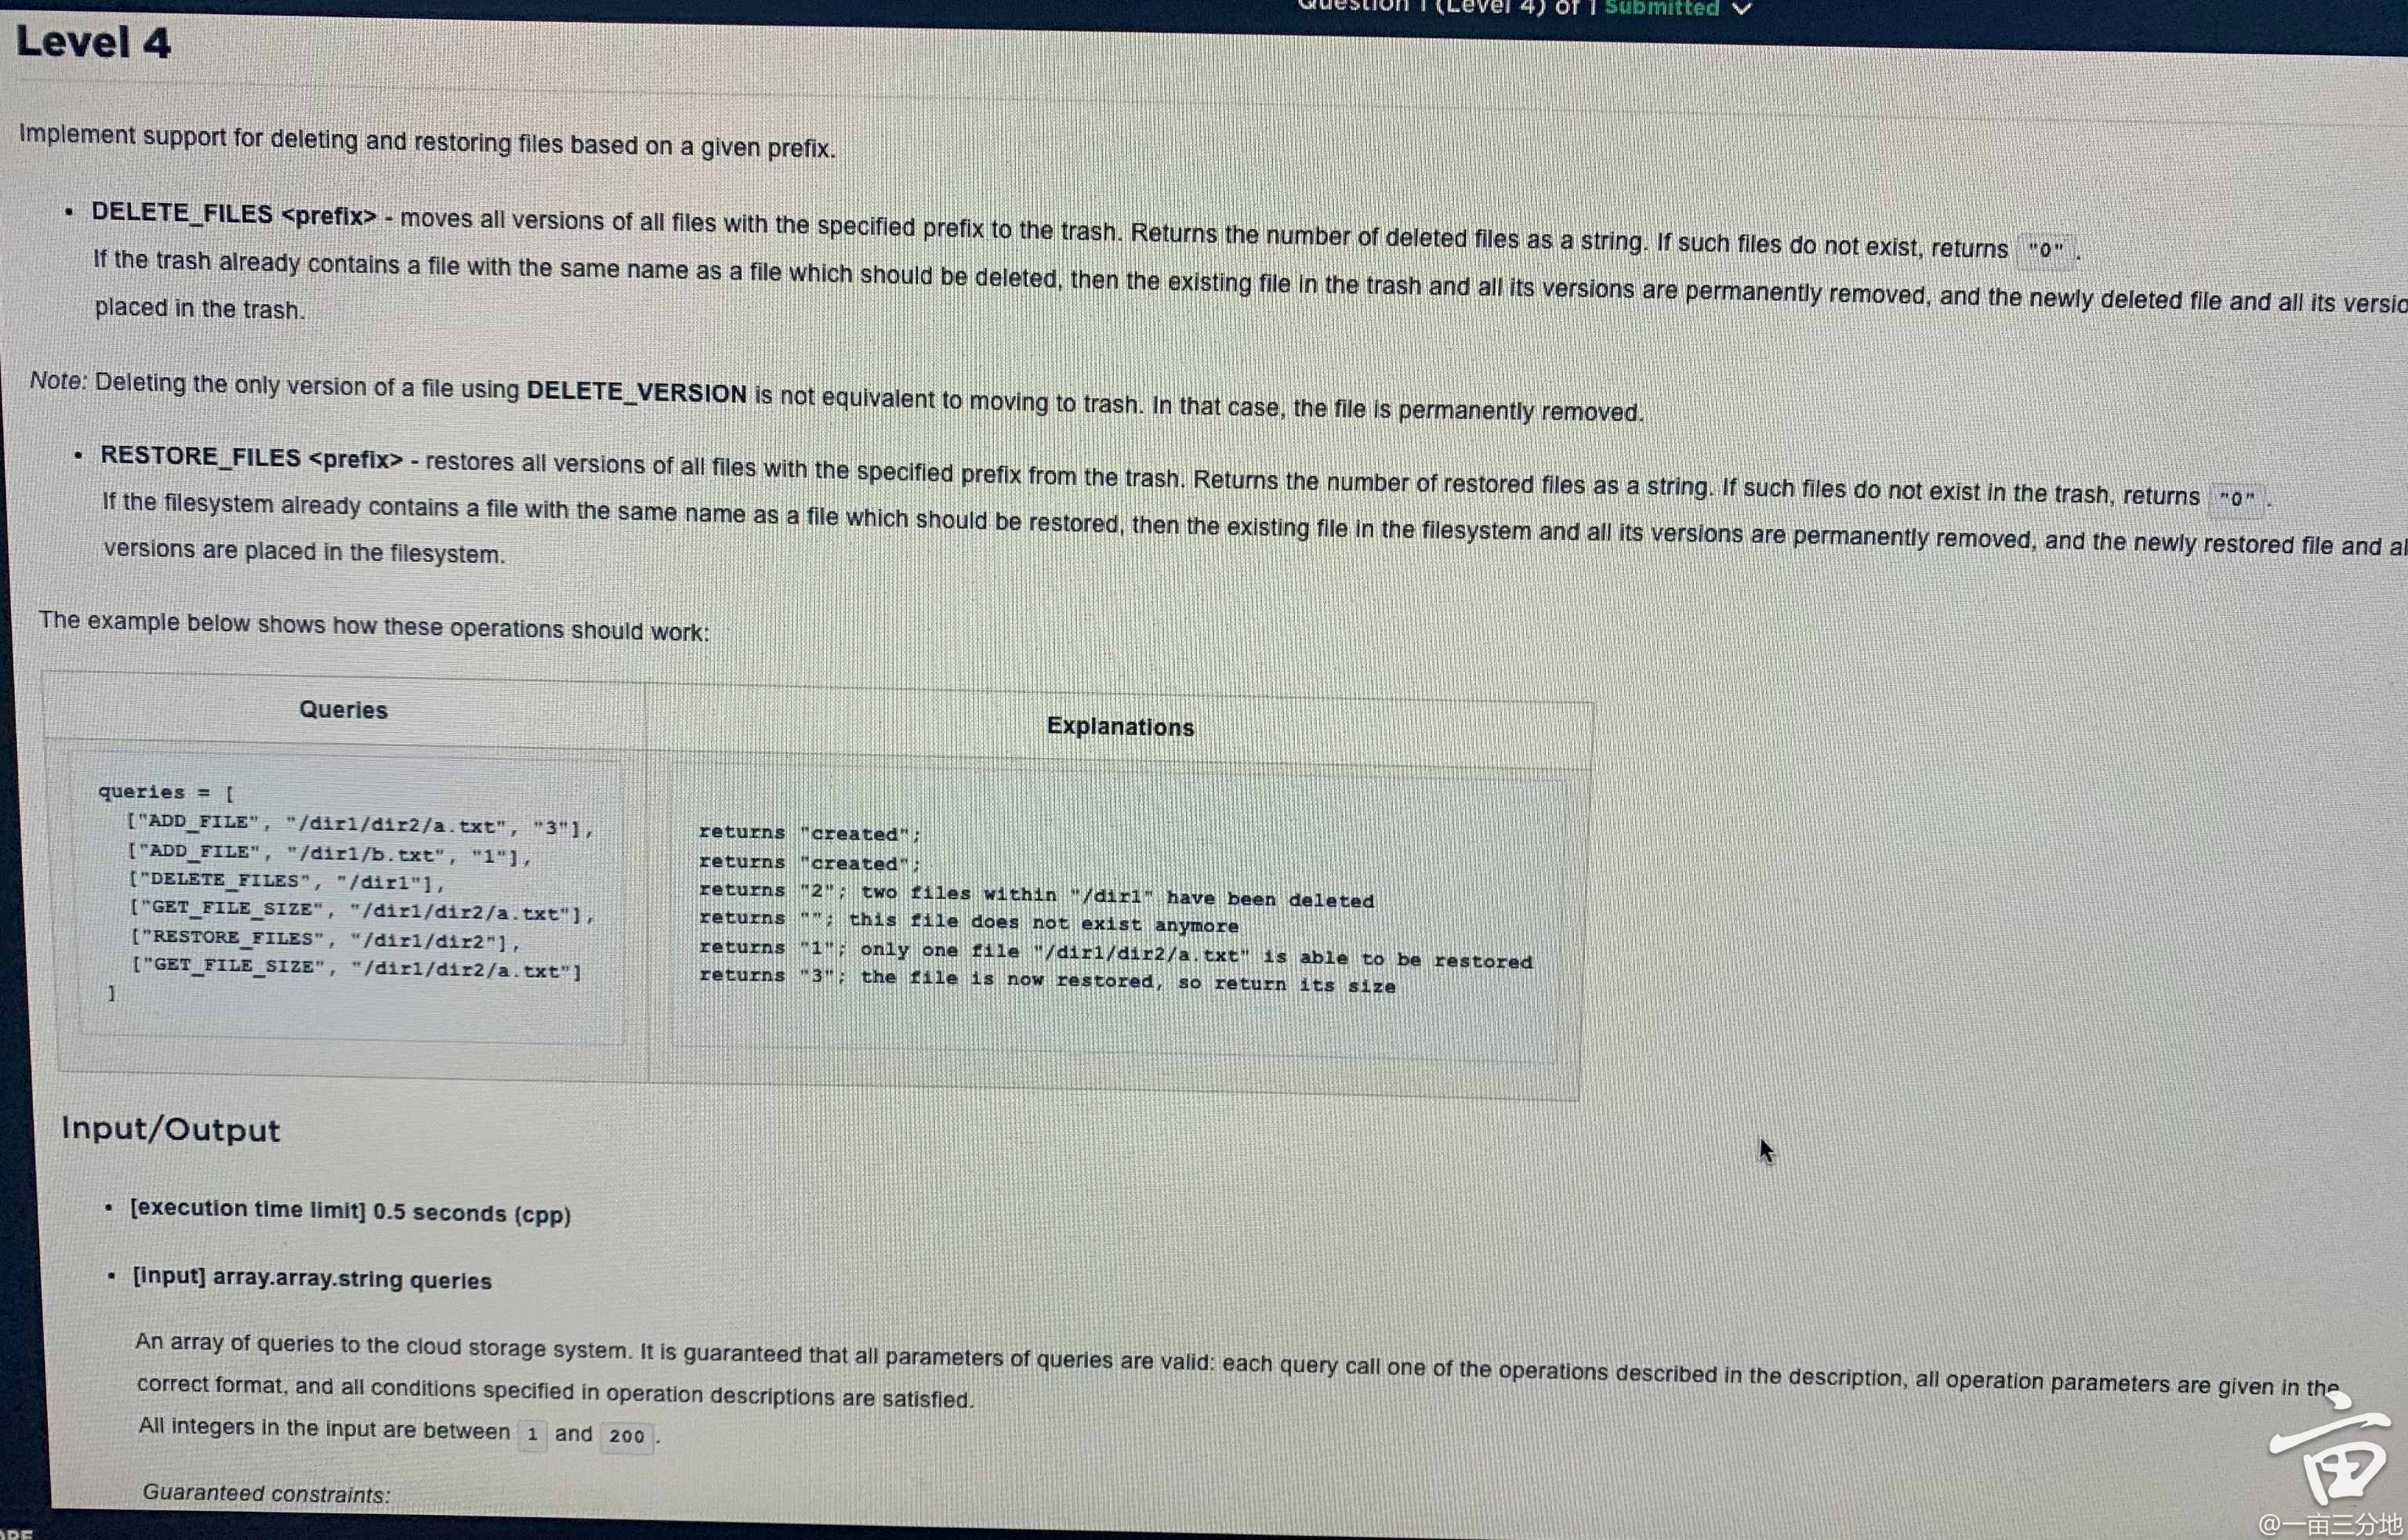 Question 1 (Level 4) of 1 Submitted
Level 4
Implement support for deleting and restoring files based on a given prefix.
• DELETE_FILES <prefix> - moves all versions of all files with the specified prefix to the trash. Returns the number of deleted files as a string. If such files do not exist, returns "0".
If the trash already contains a file with the same name as a file which should be deleted, then the existing file in the trash and all its versions are permanently removed, and the newly deleted file and all its
placed in the trash.
Note: Deleting the only version of a file using DELETE_VERSION is not equivalent to moving to trash. In that case, the file is permanently removed.
• RESTORE_FILES <prefix> - restores all versions of all files with the specified prefix from the trash. Returns the number of restored files as a string. If such files do not exist in the trash, returns "0".
If the filesystem already contains a file with the same name as a file which should be restored, then the existing file in the filesystem and all its versions are permanently removed, and the newly restored file and
versions are placed in the filesystem.
The example below shows how these operations should work:
Queries
Explanations
queries = [
["ADD_FILE", "/dir1/dir2/a.txt", "3"],
["ADD_FILE", "/dir1/b.txt", "1"],
["DELETE_FILES", "/dir1"],
["GET_FILE_SIZE", "/dir1/dir2/a.txt"],
["RESTORE_FILES", "/dir1/dir2"],
["GET_FILE_SIZE", "/dir1/dir2/a.txt"]
]
returns "created";
returns "created";
returns "2"; two files within "/dir1" have been deleted
returns ""; this file does not exist anymore
returns "1"; only one file "/dir1/dir2/a.txt" is able to be restored
returns "3"; the file is now restored, so return its size
Input/Output
• [execution time limit] 0.5 seconds (cpp)
• [input] array.array.string queries
An array of queries to the cloud storage system. It is guaranteed that all parameters of queries are valid: each query call one of the operations described in the description, all operation parameters are given in the
correct format, and all conditions specified in operation descriptions are satisfied.
All integers in the input are between 1 and 200.
Guaranteed constraints:
@一亩三分地